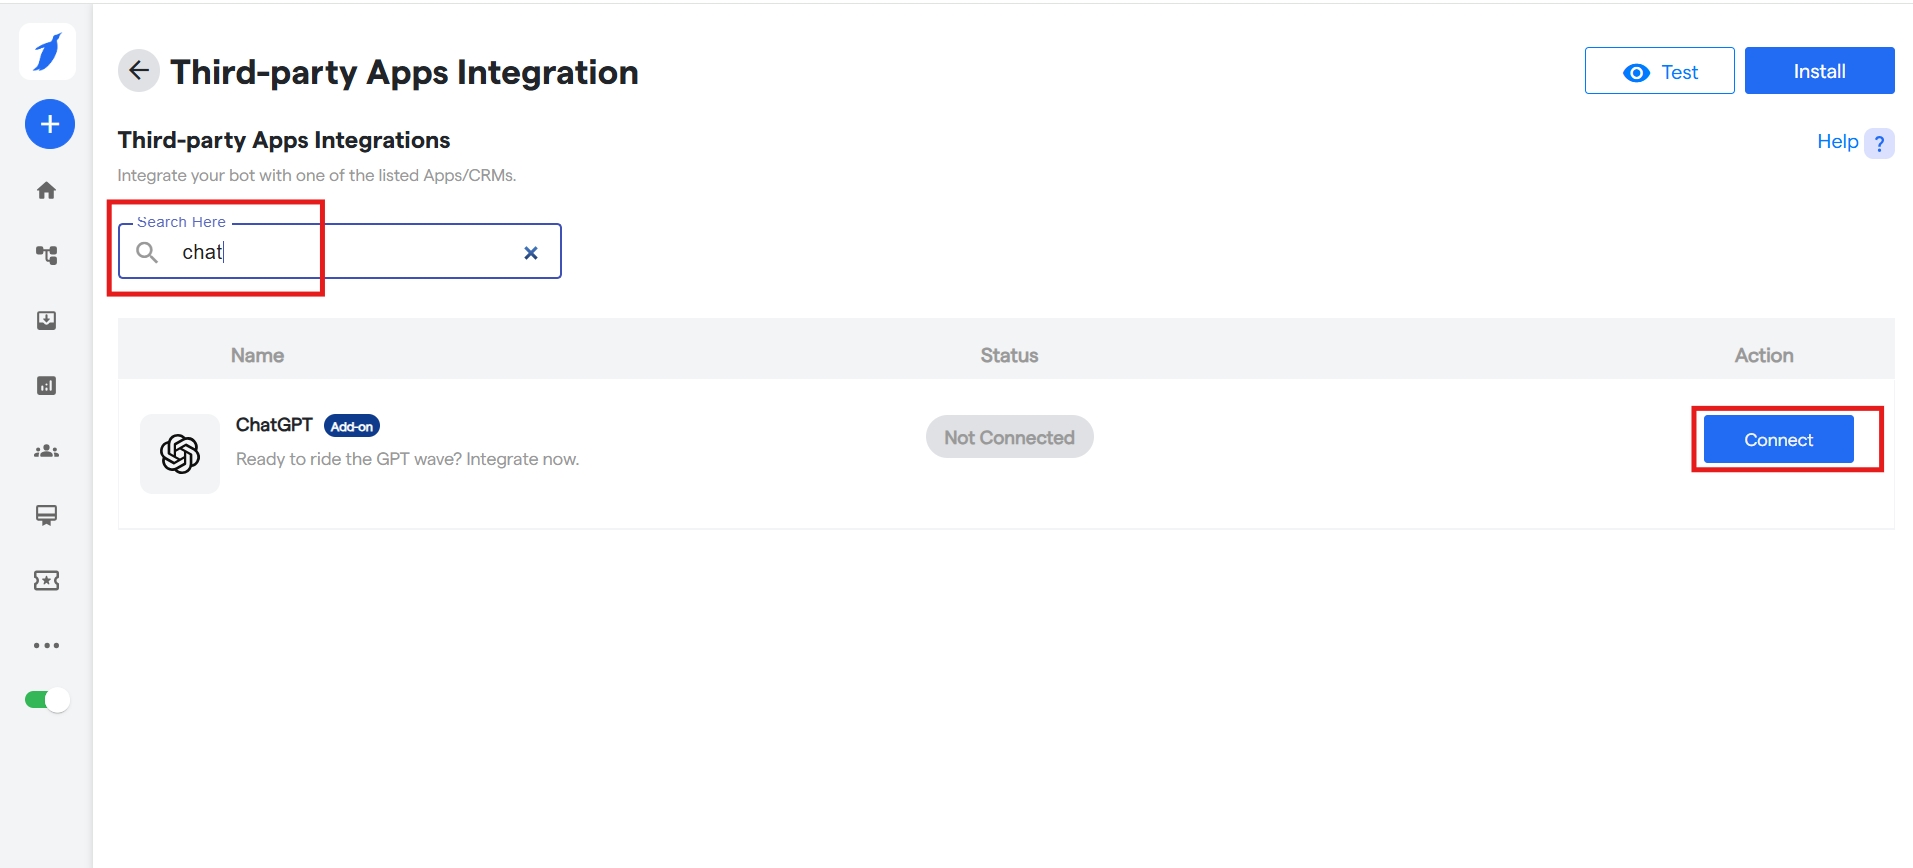 Third-party Apps Integration
Test
Install
Third-party Apps Integrations
Help ?
Integrate your bot with one of the listed Apps/CRMs.
Search Here
chat
Name Status Action
ChatGPT Add-on
Ready to ride the GPT wave? Integrate now.
Not Connected
Connect